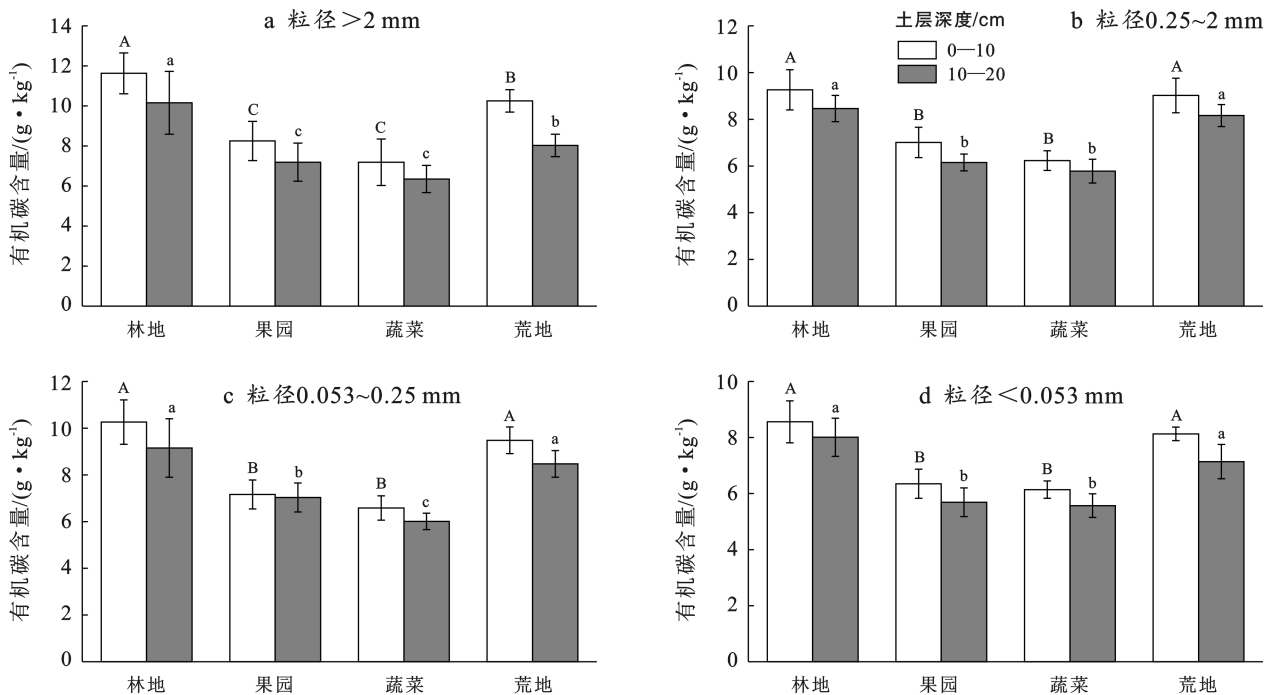 a 粒径＞2 mm
有机碳含量/(g·kg⁻¹)
14
12
10
8
6
4
2
0
A a
C c
C c
B b
林地 果园 蔬菜 荒地
土层深度/cm
0—10
10—20
b 粒径0.25~2 mm
有机碳含量/(g·kg⁻¹)
12
10
8
6
4
2
0
A a
B b
B b
A a
林地 果园 蔬菜 荒地
c 粒径0.053~0.25 mm
有机碳含量/(g·kg⁻¹)
12
10
8
6
4
2
0
A a
B b
B c
A a
林地 果园 蔬菜 荒地
d 粒径＜0.053 mm
有机碳含量/(g·kg⁻¹)
10
8
6
4
2
0
A a
B b
B b
A a
林地 果园 蔬菜 荒地